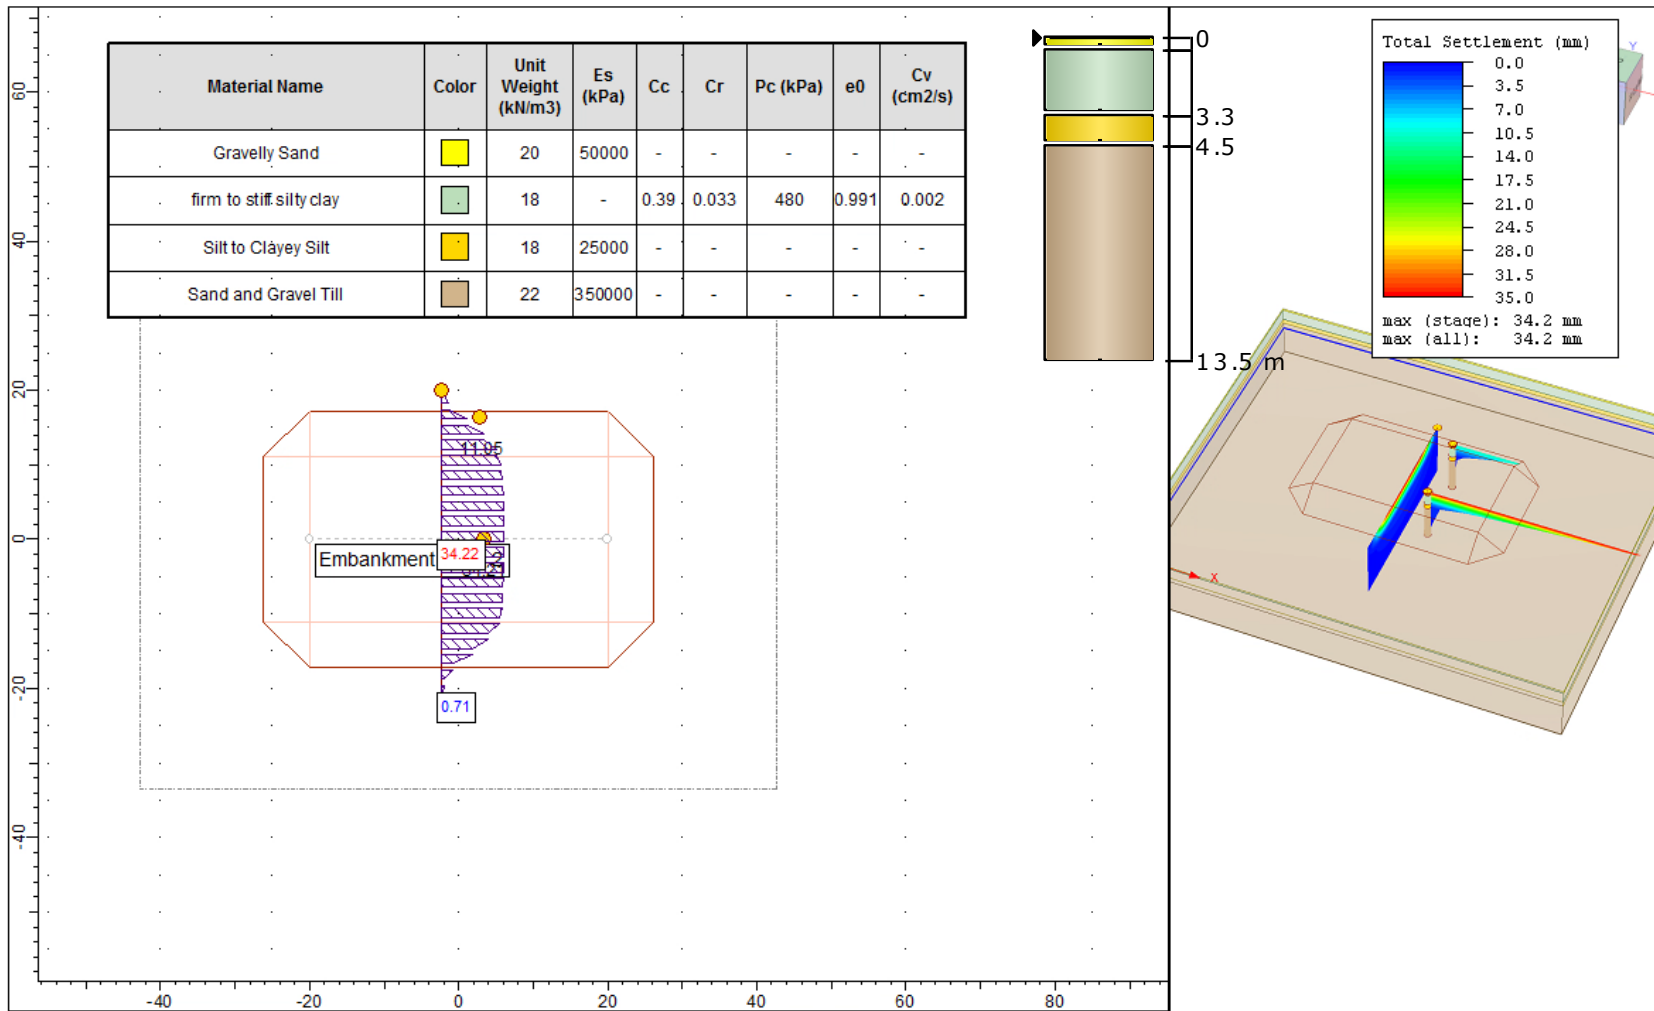 Material Name Color Unit Weight (kN/m3) Es (kPa) Cc Cr Pc (kPa) e0 Cv (cm2/s)
Gravelly Sand 20 50000 - - - - -
firm to stiff silty clay 18 - 0.39 0.033 480 0.991 0.002
Silt to Clayey Silt 18 25000 - - - - -
Sand and Gravel Till 22 350000 - - - - -
60
40
20
0
-20
-40
-40 -20 0 20 40 60 80
11.05
Embankment
34.22
0.71
0
3.3
4.5
13.5 m
Total Settlement (mm)
0.0
3.5
7.0
10.5
14.0
17.5
21.0
24.5
28.0
31.5
35.0
max (stage): 34.2 mm
max (all): 34.2 mm
Y
X